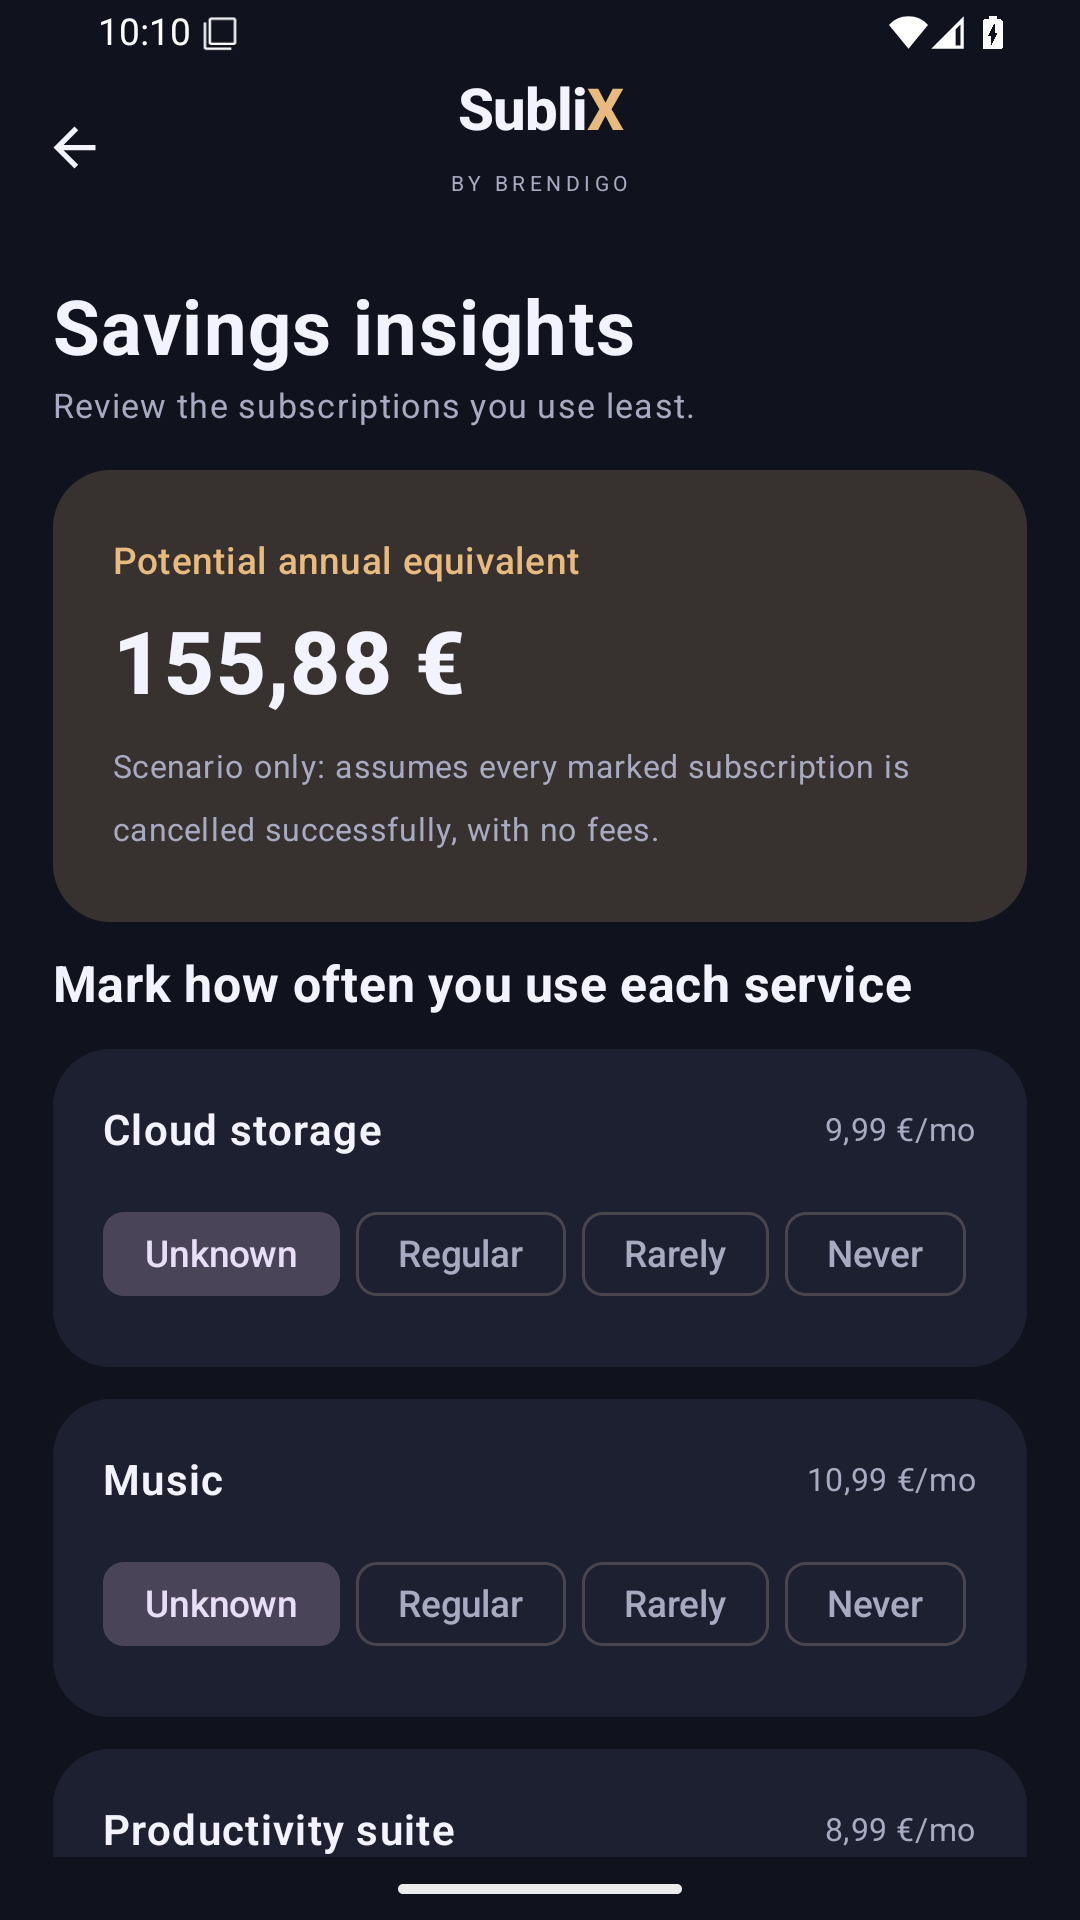 10:10
SubliX
BY BRENDIGO
Savings insights
Review the subscriptions you use least.
Potential annual equivalent
155,88 €
Scenario only: assumes every marked subscription is
cancelled successfully, with no fees.
Mark how often you use each service
Cloud storage 9,99 €/mo
Unknown Regular Rarely Never
Music 10,99 €/mo
Unknown Regular Rarely Never
Productivity suite 8,99 €/mo